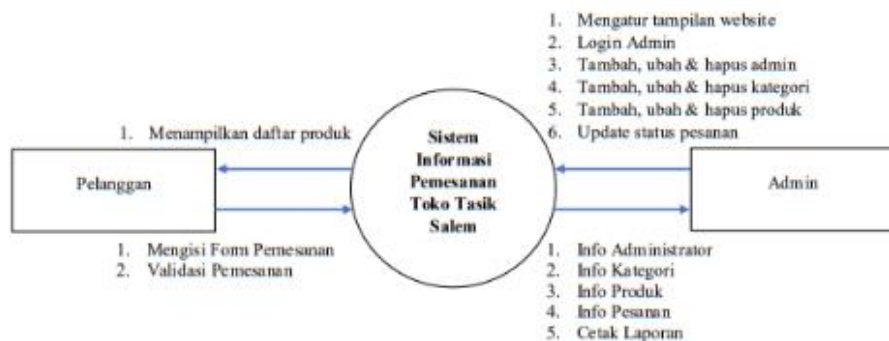 1. Mengatur tampilan website
2. Login Admin
3. Tambah, ubah & hapus admin
4. Tambah, ubah & hapus kategori
5. Tambah, ubah & hapus produk
6. Update status pesanan
1. Menampilkan daftar produk
Pelanggan
Sistem
Informasi
Pemesanan
Toko Tasik
Salem
Admin
1. Mengisi Form Pemesanan
2. Validasi Pemesanan
1. Info Administrator
2. Info Kategori
3. Info Produk
4. Info Pesanan
5. Cetak Laporan